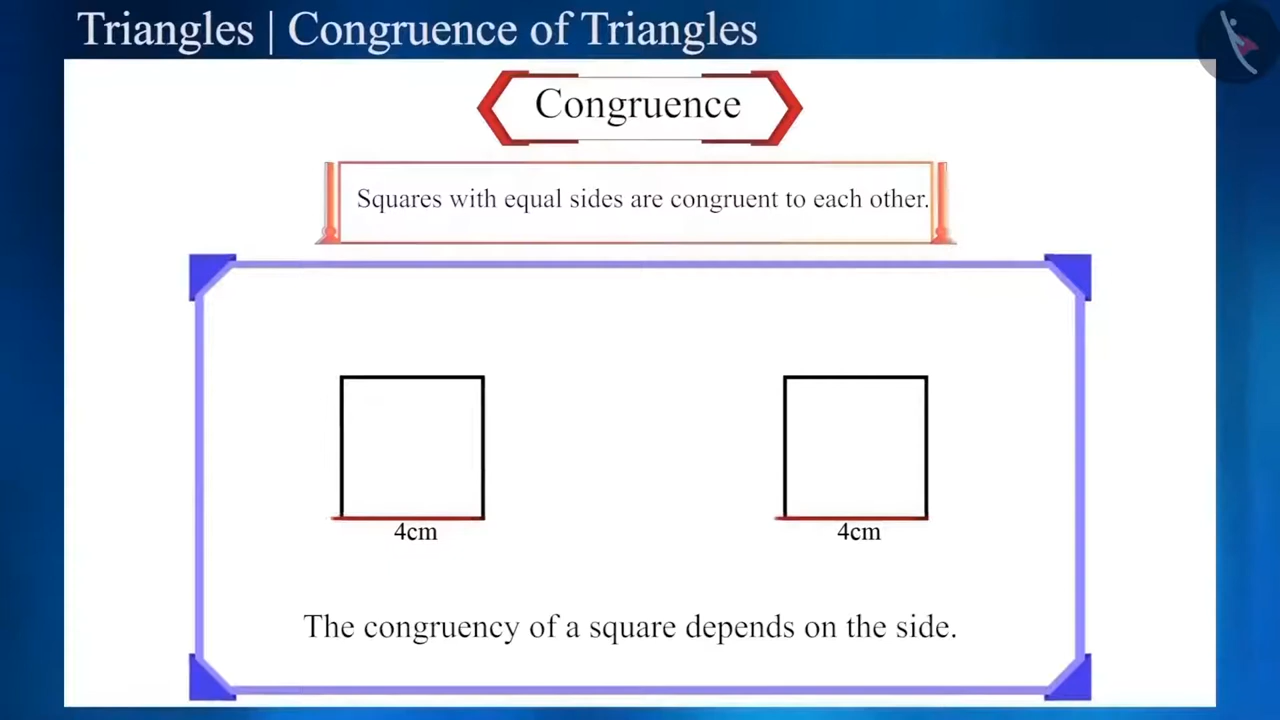 Triangles | Congruence of Triangles
Congruence
Squares with equal sides are congruent to each other.
4cm
4cm
The congruency of a square depends on the side.